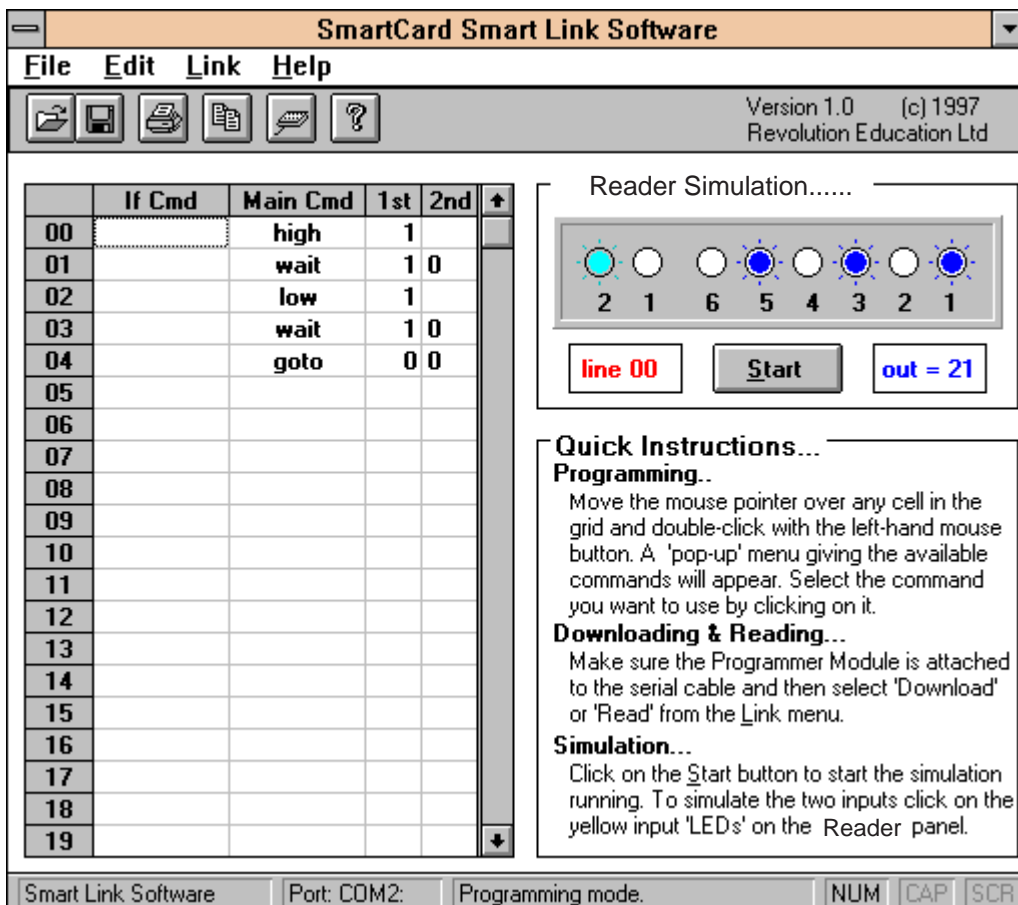 SmartCard Smart Link Software
File Edit Link Help
Version 1.0 (c) 1997
Revolution Education Ltd
If Cmd Main Cmd 1st 2nd
00 high 1
01 wait 1 0
02 low 1
03 wait 1 0
04 goto 0 0
05
06
07
08
09
10
11
12
13
14
15
16
17
18
19
Reader Simulation......
2 1 6 5 4 3 2 1
line 00 Start out = 21
Quick Instructions...
Programming..
Move the mouse pointer over any cell in the
grid and double-click with the left-hand mouse
button. A 'pop-up' menu giving the available
commands will appear. Select the command
you want to use by clicking on it.
Downloading & Reading...
Make sure the Programmer Module is attached
to the serial cable and then select 'Download'
or 'Read' from the Link menu.
Simulation...
Click on the Start button to start the simulation
running. To simulate the two inputs click on the
yellow input 'LEDs' on the Reader panel.
Smart Link Software Port: COM2: Programming mode. NUM CAP SCR